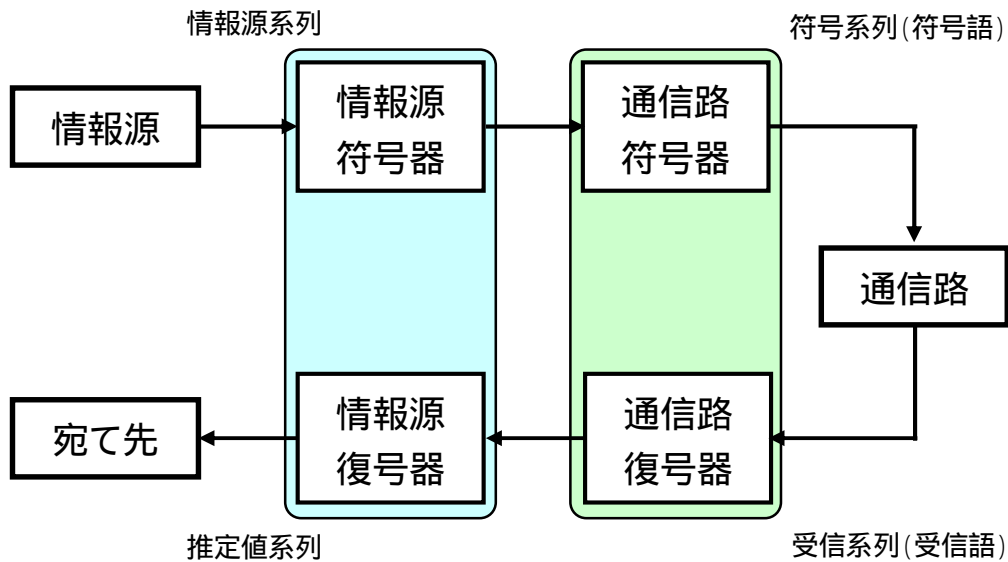 情報源系列
符号系列(符号語)
情報源
情報源
符号器
通信路
符号器
通信路
宛て先
情報源
復号器
通信路
復号器
推定値系列
受信系列(受信語)